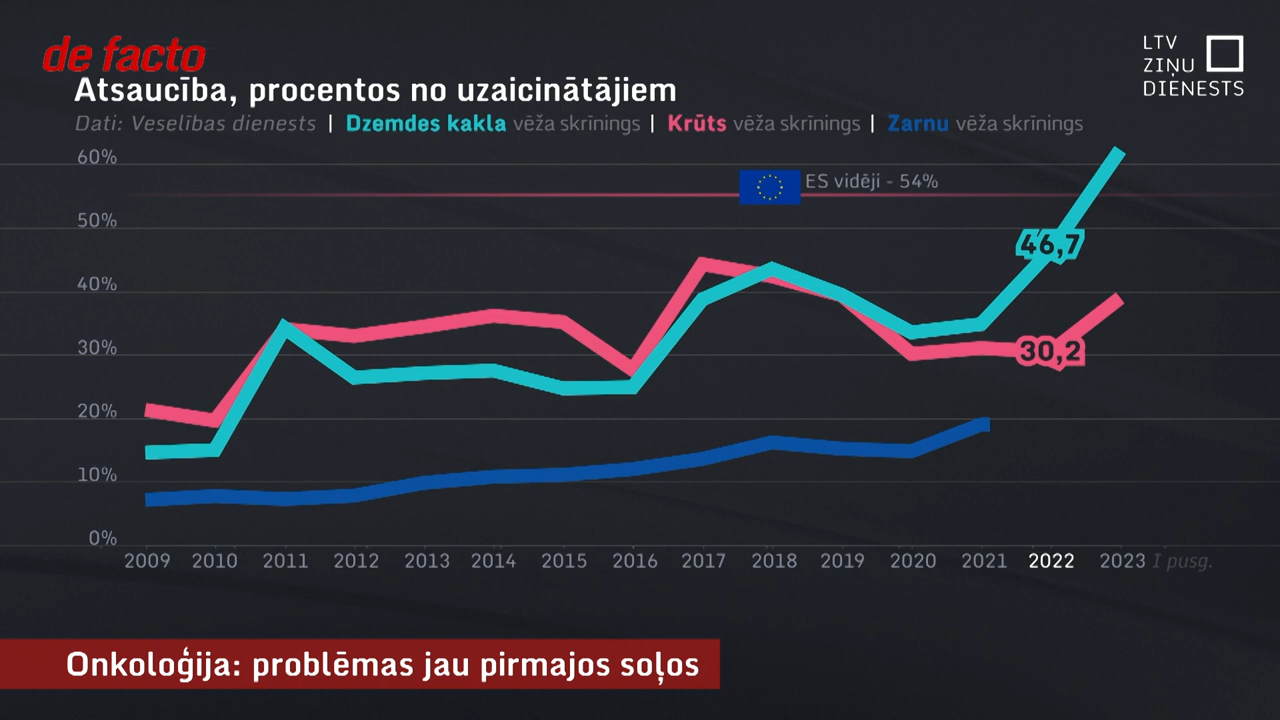 de facto
LTV
ZIŅU
DIENESTS
Atsaucība, procentos no uzaicinātājiem
Dati: Veselības dienests | Dzemdes kakla vēža skrīnings | Krūts vēža skrīnings | Zarnu vēža skrīnings
60%
ES vidēji - 54%
50%
46,7
40%
30%
30,2
20%
10%
0%
2009 2010 2011 2012 2013 2014 2015 2016 2017 2018 2019 2020 2021 2022 2023 I pusg.
Onkoloģija: problēmas jau pirmajos soļos